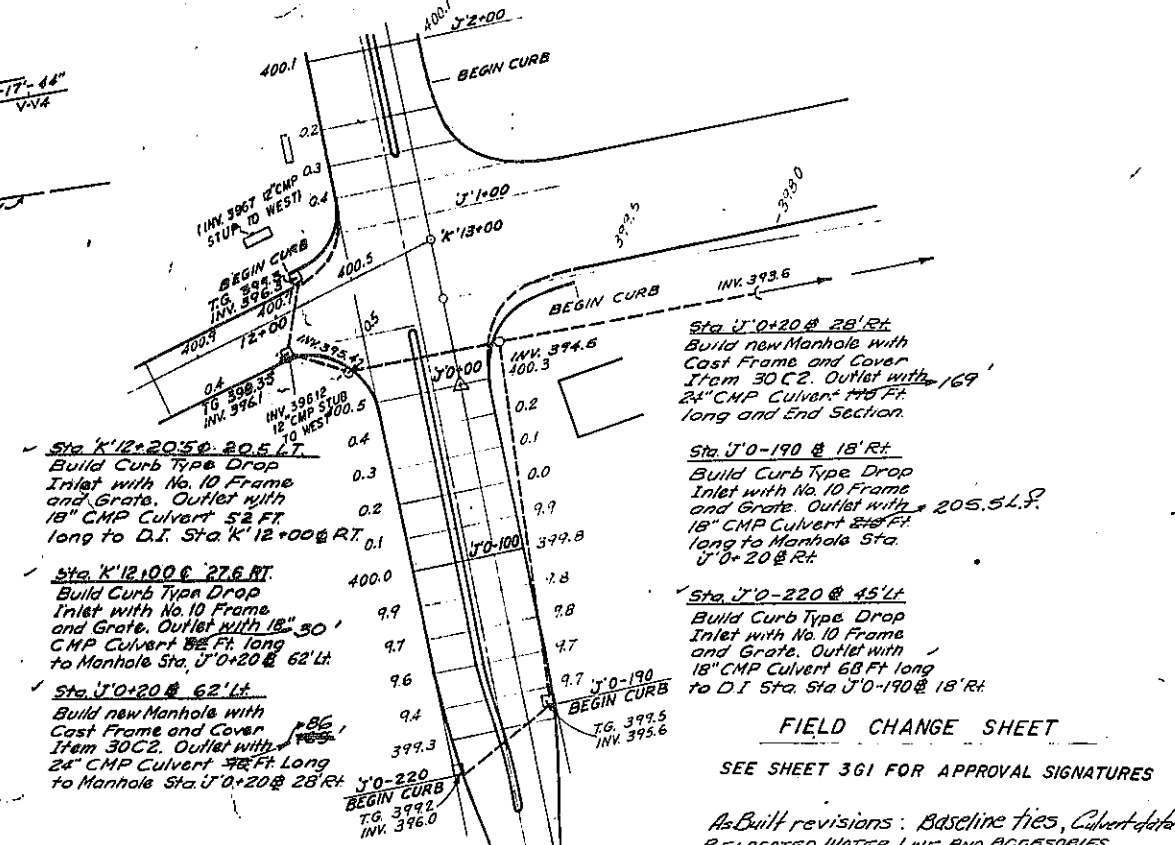 -17'-44"
V-V4
400.1
J'2+00
BEGIN CURB
400.1
0.2
0.3
0.4
(INV. 396.7 12" CMP
STUB TO WEST)
'J'1+00
'K'13+00
399.5
398.0
BEGIN CURB
T.G. 399.3
INV. 396.3
400.7
400.5
400.9
12+00
0.5
BEGIN CURB
INV. 393.6
INV. 395.4
INV. 394.6
400.3
J'0+00
0.4
TG 398.35
INV. 396.1
INV. 396.12
12" CMP STUB
TO WEST
400.5
0.4
0.3
0.2
0.1
400.0
9.9
9.7
9.6
9.4
399.3
0.2
0.1
0.0
9.9
J'0-100
399.8
9.8
9.8
9.7
9.7
J'0-190
BEGIN CURB
T.G. 399.5
INV. 395.6
J'0-220
BEGIN CURB
T.G. 399.2
INV. 396.0
Sta. 'K'12+20.5 @ 20.5 LT.
Build Curb Type Drop
Inlet with No. 10 Frame
and Grate. Outlet with
18" CMP Culvert 52 FT.
long to D.I. Sta. 'K' 12+00 @ RT.
Sta. 'K'12+00 @ 27.6 RT.
Build Curb Type Drop
Inlet with No. 10 Frame
and Grate. Outlet with 18" 30'
CMP Culvert Ft. long
to Manhole Sta. 'J'0+20 @ 62' Lt.
Sta. 'J'0+20 @ 62' Lt.
Build new Manhole with
Cast Frame and Cover 86'
Item 30C2. Outlet with
24" CMP Culvert Ft. Long
to Manhole Sta. 'J'0+20 @ 28' Rt.
Sta. 'J'0+20 @ 28' Rt.
Build new Manhole with
Cast Frame and Cover
Item 30 C2. Outlet with 169'
24" CMP Culvert Ft.
long and End Section.
Sta. J'0-190 @ 18' Rt.
Build Curb Type Drop
Inlet with No. 10 Frame
and Grate. Outlet with 205.5 L.F.
18" CMP Culvert Ft.
long to Manhole Sta.
'J'0+20 @ Rt.
Sta. J'0-220 @ 45' Lt
Build Curb Type Drop
Inlet with No. 10 Frame
and Grate. Outlet with
18" CMP Culvert 68 Ft long
to D.I Sta. Sta J'0-190 @ 18' Rt.
FIELD CHANGE SHEET
SEE SHEET 3G1 FOR APPROVAL SIGNATURES
As Built revisions: Baseline ties, Culvert data
RELOCATED WATER LINE AND ACCESSORIES